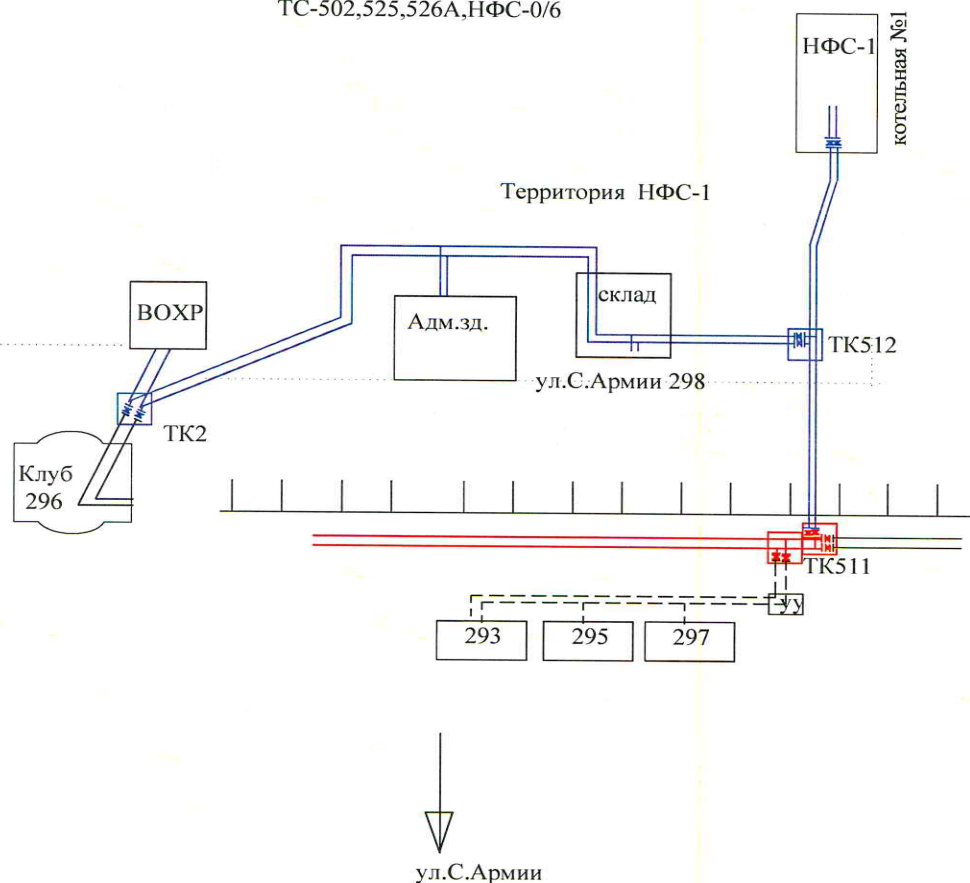 ТС-502,525,526А,НФС-0/6
НФС-1
котельная №1
Территория НФС-1
ВОХР
Адм.зд.
склад
ТК512
ул.С.Армии 298
ТК2
Клуб
296
ТК511
уу
293
295
297
ул.С.Армии